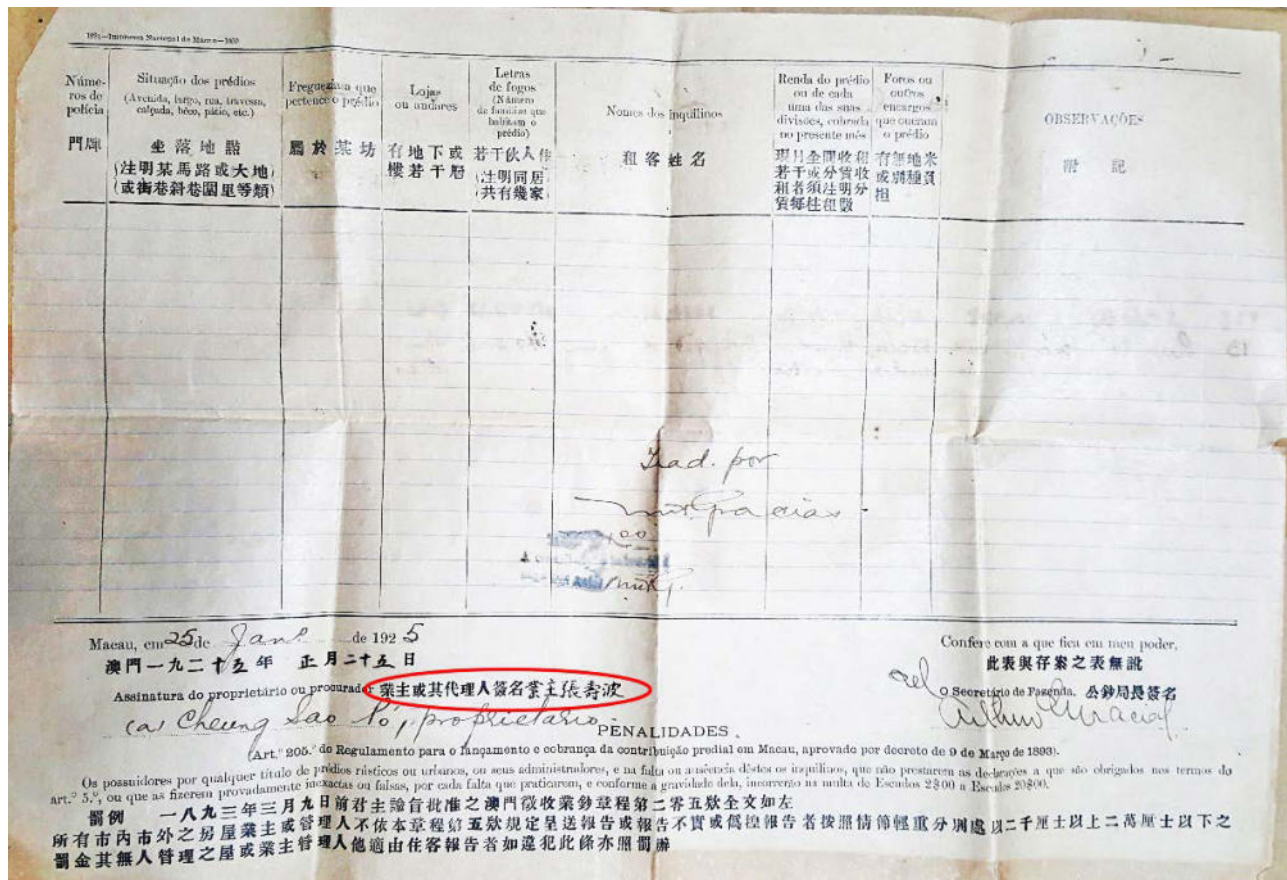 1924—Imprensa Nacional de Macau—1000
Núme-
ros de
polícia
門牌
Situação dos prédios
(Avenida, largo, rua, travessa,
calçada, bêco, pátio, etc.)
坐落地點
(注明某馬路或大地)
(或街巷斜巷圍里等類)
Freguezia a que
pertence o prédio
屬於某坊
Lojas
ou andares
有地下或
樓若干層
Letras
de fogos
(Número
de famílias que
habitam o
prédio)
若干伙人住
(注明同居)
(共有幾家)
Nomes dos inquilinos
租客姓名
Renda do prédio
ou de cada
uma das suas
divisões, cobrada
no presente mês
現月全間收租
若干或分賃收
租者須注明分
賃每柱租數
Foros ou
outros
encargos
que oneram
o prédio
有無地米
或別種負
担
OBSERVAÇÕES
附記
Trad. por
Macau, em 25 de Jan.º de 1925
澳門一九二十五年 正月二十五日
Assinatura do proprietário ou procurador 業主或其代理人簽名業主張壽波
(a) Cheung Sao Pó, proprietário.
Confere com a que fica em meu poder,
此表與存案之表無訛
O Secretário de Fazenda, 公鈔局長簽名
PENALIDADES
(Art.º 205.º do Regulamento para o lançamento e cobrança da contribuição predial em Macau, aprovado por decreto de 9 de Março de 1893).
Os possuidores por qualquer título de prédios rústicos ou urbanos, ou seus administradores, e na falta ou ausência dêstes os inquilinos, que não prestarem as declarações a que são obrigados nos termos do
art.º 5.º, ou que as fizerem provadamente inexactas ou falsas, por cada falta que praticarem, e conforme a gravidade dela, incorrerão na multa de Escudos 2$00 a Escudos 20$00.
罰例 一八九三年三月九日前君主諭旨批准之澳門徵收業鈔章程第二零五欵全文如左
所有市內市外之房屋業主或管理人不依本章程第五欵規定呈送報告或報告不實或僞揑報告者按照情節輕重分別處以二千厘士以上二萬厘士以下之
罰金其無人管理之屋或業主管理人他適由住客報告者如違犯此條亦照罰辦